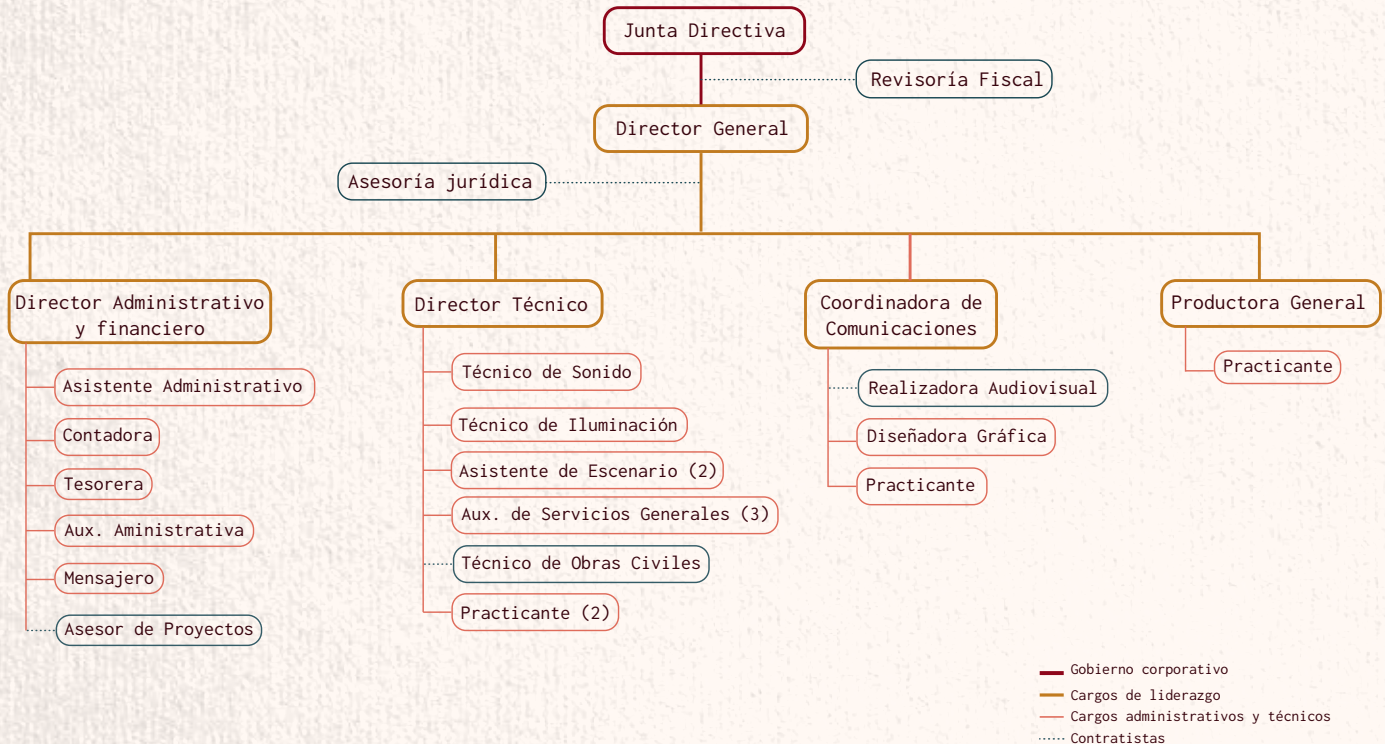 Junta Directiva
Revisoría Fiscal
Director General
Asesoría jurídica
Director Administrativo
y financiero
Asistente Administrativo
Contadora
Tesorera
Aux. Aministrativa
Mensajero
Asesor de Proyectos
Director Técnico
Técnico de Sonido
Técnico de Iluminación
Asistente de Escenario (2)
Aux. de Servicios Generales (3)
Técnico de Obras Civiles
Practicante (2)
Coordinadora de
Comunicaciones
Realizadora Audiovisual
Diseñadora Gráfica
Practicante
Productora General
Practicante
Gobierno corporativo
Cargos de liderazgo
Cargos administrativos y técnicos
Contratistas